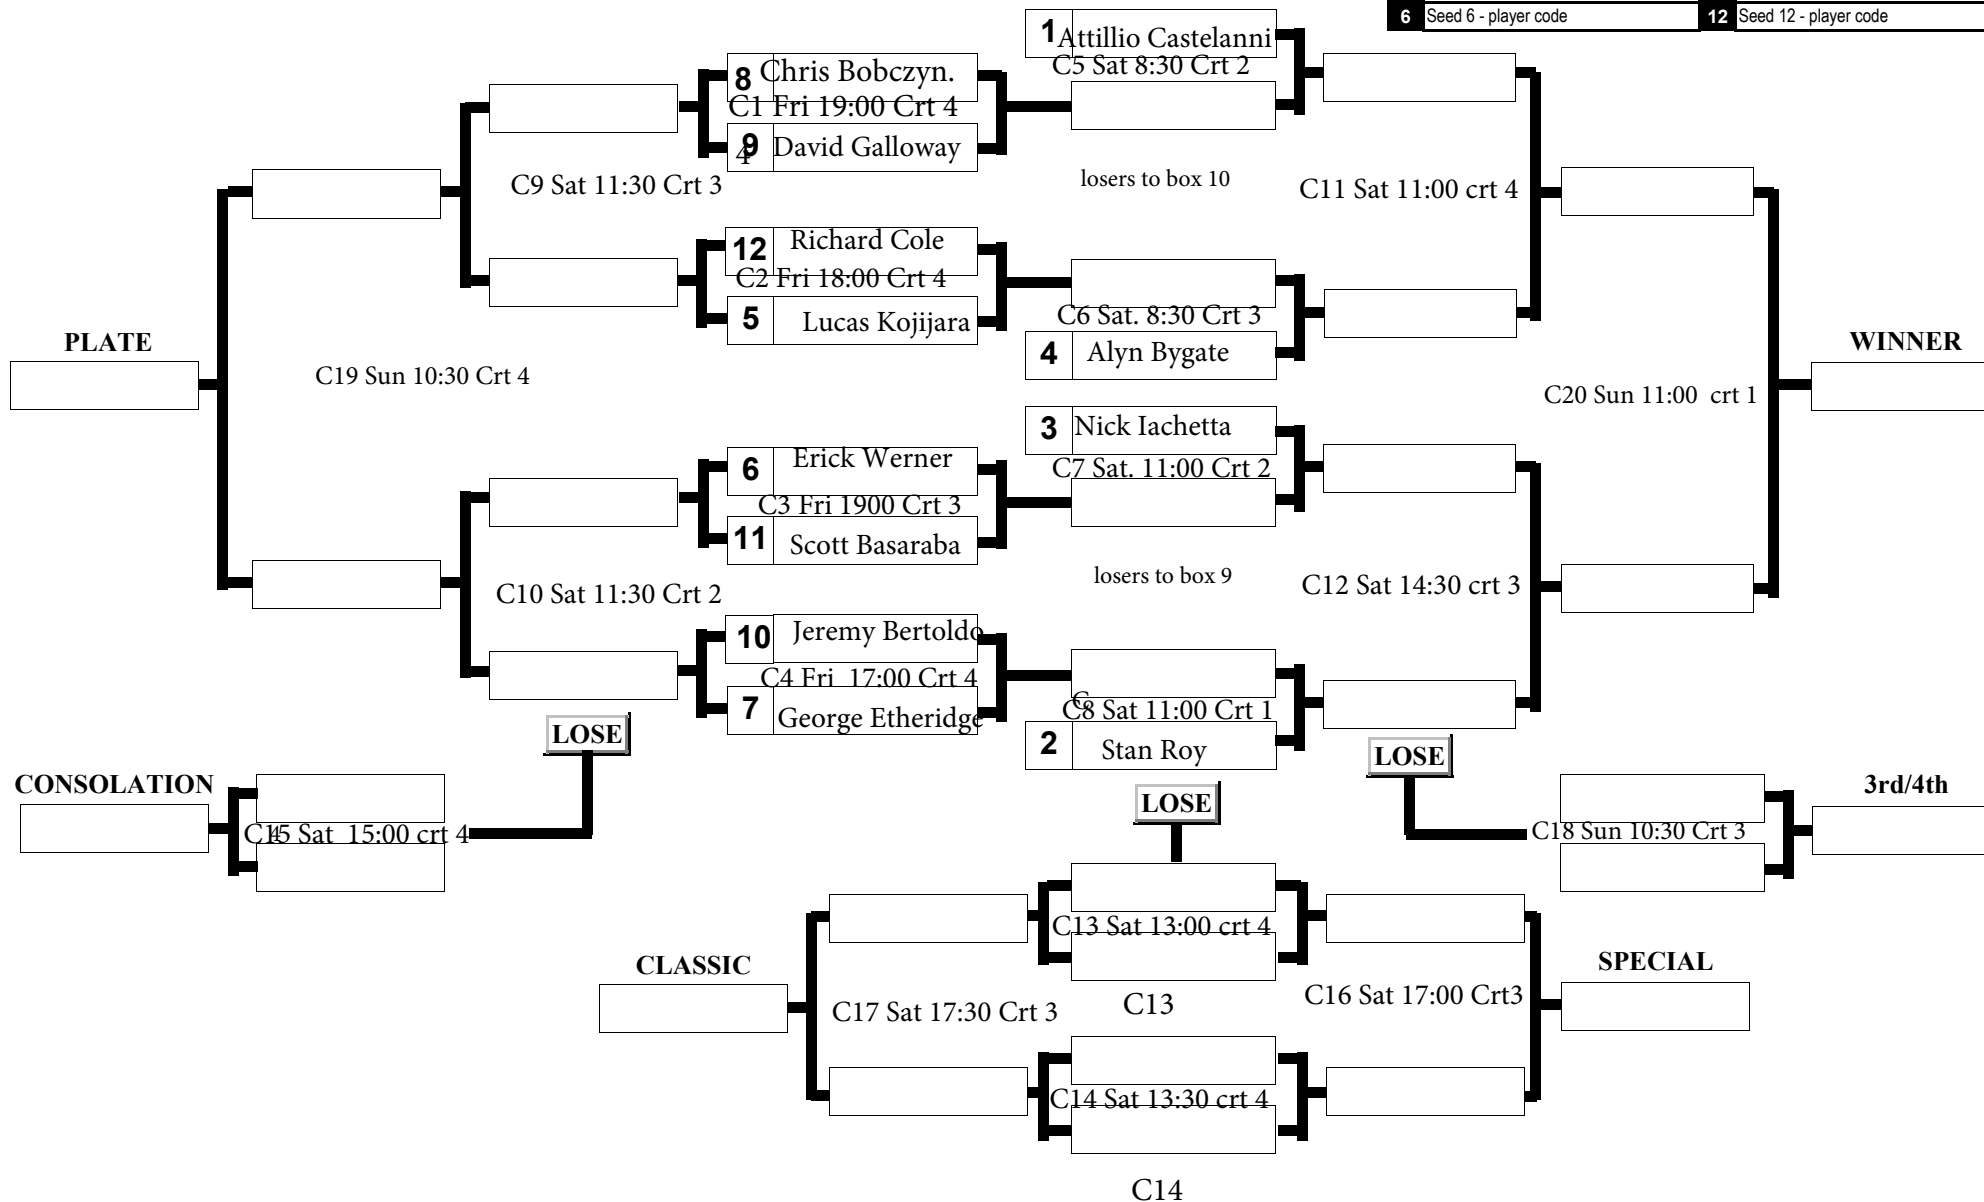 6 Seed 6 - player code 12 Seed 12 - player code
1 Attillio Castelanni
C5 Sat 8:30 Crt 2
8 Chris Bobczyn.
C1 Fri 19:00 Crt 4
4
9 David Galloway
C9 Sat 11:30 Crt 3
losers to box 10
C11 Sat 11:00 crt 4
12 Richard Cole
C2 Fri 18:00 Crt 4
5 Lucas Kojijara
C6 Sat. 8:30 Crt 3
4 Alyn Bygate
PLATE
WINNER
C19 Sun 10:30 Crt 4
C20 Sun 11:00 crt 1
3 Nick Iachetta
C7 Sat. 11:00 Crt 2
6 Erick Werner
C3 Fri 1900 Crt 3
11 Scott Basaraba
C10 Sat 11:30 Crt 2
losers to box 9
C12 Sat 14:30 crt 3
10 Jeremy Bertoldo
C4 Fri 17:00 Crt 4
7 George Etheridge
C
C8 Sat 11:00 Crt 1
2 Stan Roy
LOSE
LOSE
LOSE
CONSOLATION
3rd/4th
C15 Sat 15:00 crt 4
4
C18 Sun 10:30 Crt 3
C13 Sat 13:00 crt 4
CLASSIC
SPECIAL
C17 Sat 17:30 Crt 3
C13
C16 Sat 17:00 Crt3
C14 Sat 13:30 crt 4
C14